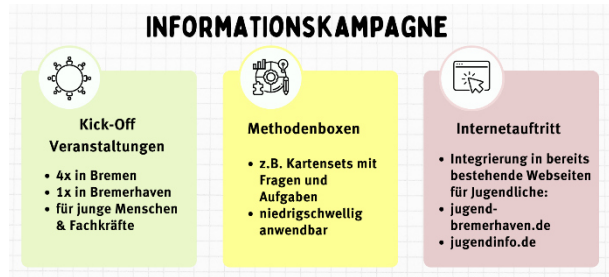 INFORMATIONSKAMPAGNE
Kick-Off
Veranstaltungen
• 4x in Bremen
• 1x in Bremerhaven
• für junge Menschen
& Fachkräfte
Methodenboxen
• z.B. Kartensets mit
Fragen und
Aufgaben
• niedrigschwellig
anwendbar
Internetauftritt
• Integrierung in bereits
bestehende Webseiten
für Jugendliche:
• jugend-
bremerhaven.de
• jugendinfo.de